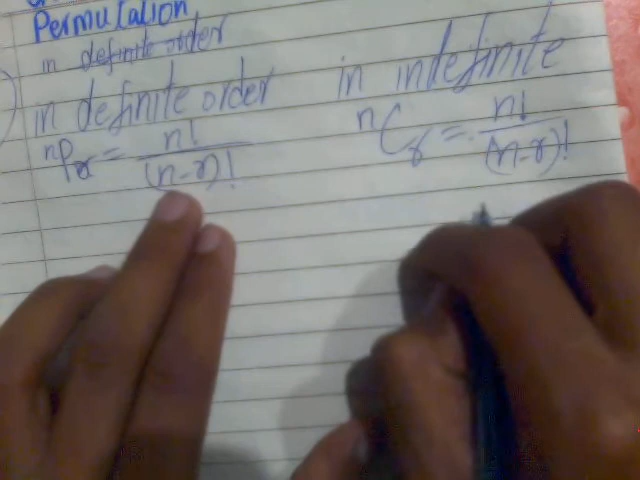 Permutation
in definite order
in definite order
in indefinite
nPr = n! / (n-r)!
nCr = n! / (n-r)!